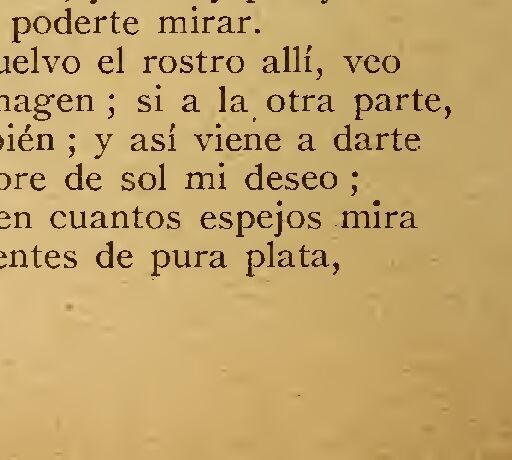 poderte mirar.
uelvo el rostro allí, veo
nagen ; si a la otra parte,
bién ; y así viene a darte
bre de sol mi deseo ;
en cuantos espejos mira
entes de pura plata,